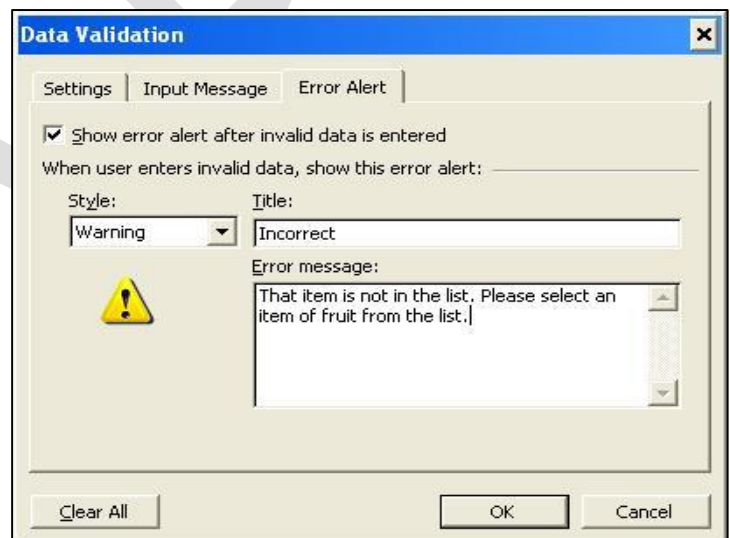 Data Validation
Settings Input Message Error Alert
Show error alert after invalid data is entered
When user enters invalid data, show this error alert:
Style: Title:
Warning Incorrect
Error message:
That item is not in the list. Please select an
item of fruit from the list.
Clear All OK Cancel